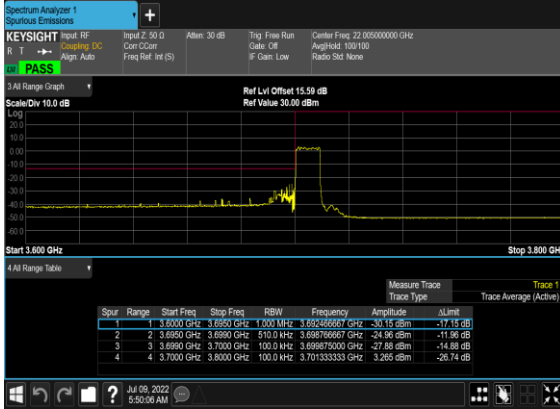 Spectrum Analyzer 1
Spurious Emissions
+
KEYSIGHT Input: RF Input Z: 50 Ω Atten: 30 dB Trig: Free Run Center Freq: 22.005000000 GHz
R T Coupling: DC Corr CCorr Gate: Off Avg|Hold: 100/100
Align: Auto Freq Ref: Int (S) IF Gain: Low Radio Std: None
PASS
3 All Range Graph
Ref Lvl Offset 15.59 dB
Scale/Div 10.0 dB Ref Value 30.00 dBm
Log
20.0
10.0
0.00
-10.0
-20.0
-30.0
-40.0
-50.0
-60.0
Start 3.600 GHz Stop 3.800 GH
4 All Range Table
Measure Trace Trace 1
Trace Type Trace Average (Active)
Spur Range Start Freq Stop Freq RBW Frequency Amplitude ΔLimit
1 1 3.6000 GHz 3.6950 GHz 1.000 MHz 3.692466667 GHz -30.15 dBm -17.15 dB
2 2 3.6950 GHz 3.6990 GHz 510.0 kHz 3.698766667 GHz -24.96 dBm -11.96 dB
3 3 3.6990 GHz 3.7000 GHz 100.0 kHz 3.699875000 GHz -27.88 dBm -14.88 dB
4 4 3.7000 GHz 3.8000 GHz 100.0 kHz 3.701333333 GHz 3.265 dBm -26.74 dB
?
Jul 09, 2022
5:50:06 AM